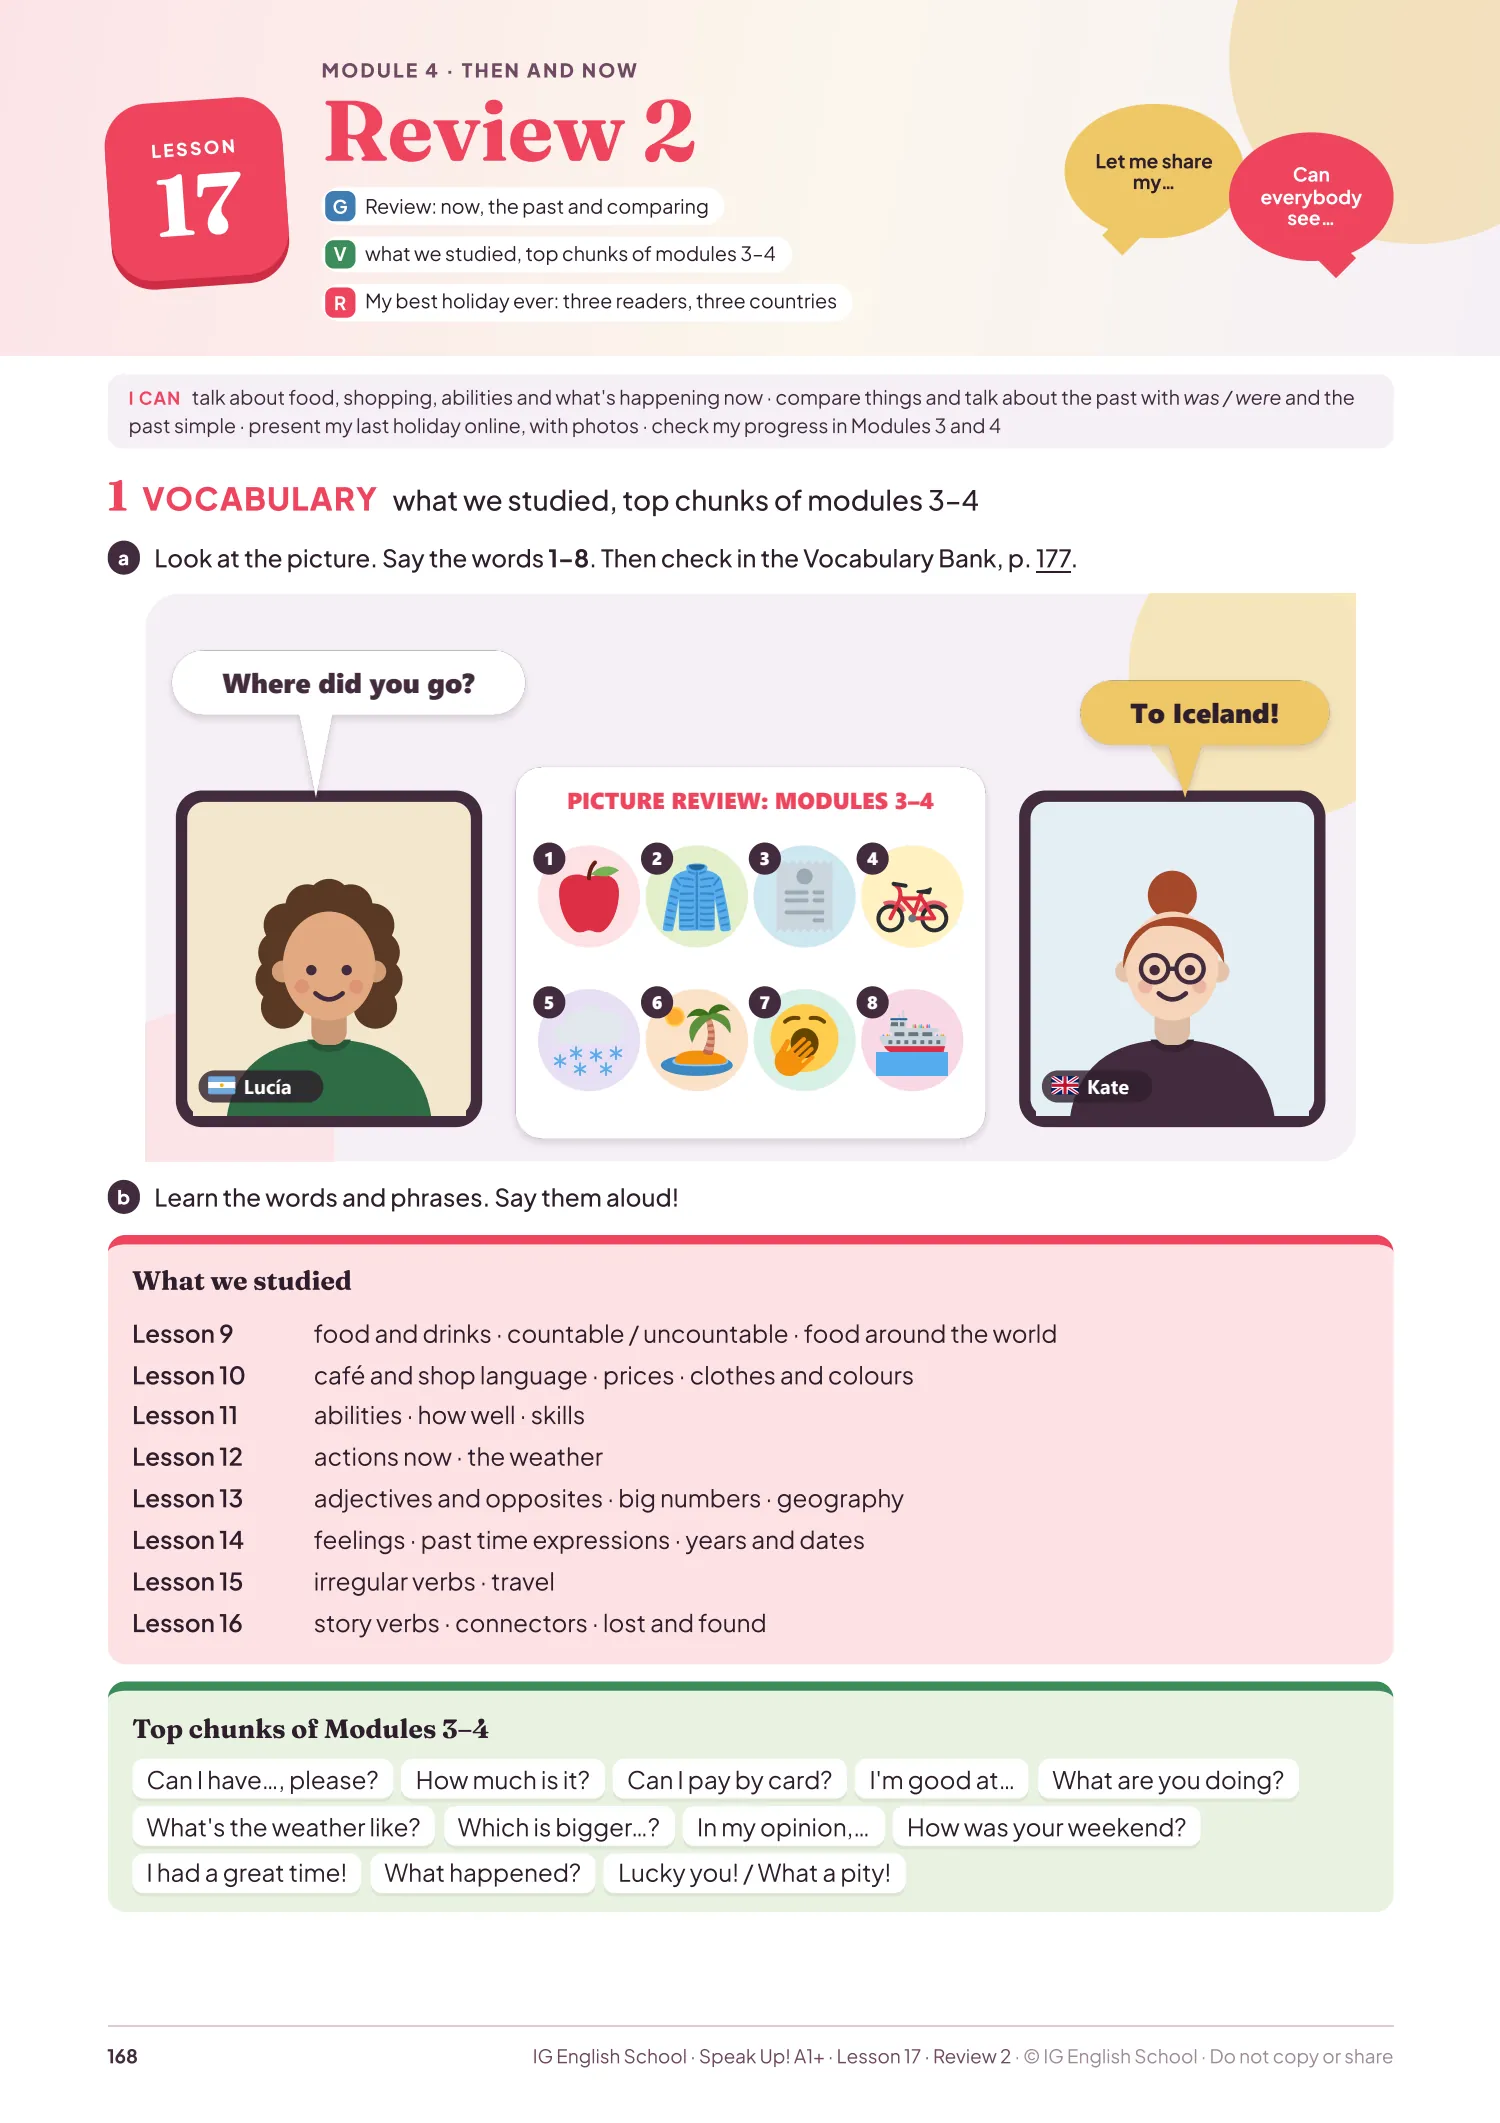 MODULE 4 · THEN AND NOW
LESSON
17
Review 2
G Review: now, the past and comparing
V what we studied, top chunks of modules 3–4
R My best holiday ever: three readers, three countries
Let me share
my...
Can
everybody
see...
I CAN talk about food, shopping, abilities and what's happening now · compare things and talk about the past with was / were and the
past simple · present my last holiday online, with photos · check my progress in Modules 3 and 4
1 VOCABULARY what we studied, top chunks of modules 3–4
a Look at the picture. Say the words 1–8. Then check in the Vocabulary Bank, p. 177.
Where did you go?
To Iceland!
PICTURE REVIEW: MODULES 3–4
1 2 3 4
5 6 7 8
Lucía
Kate
b Learn the words and phrases. Say them aloud!
What we studied
Lesson 9 food and drinks · countable / uncountable · food around the world
Lesson 10 café and shop language · prices · clothes and colours
Lesson 11 abilities · how well · skills
Lesson 12 actions now · the weather
Lesson 13 adjectives and opposites · big numbers · geography
Lesson 14 feelings · past time expressions · years and dates
Lesson 15 irregular verbs · travel
Lesson 16 story verbs · connectors · lost and found
Top chunks of Modules 3–4
Can I have..., please? How much is it? Can I pay by card? I'm good at... What are you doing?
What's the weather like? Which is bigger...? In my opinion,... How was your weekend?
I had a great time! What happened? Lucky you! / What a pity!
168 IG English School · Speak Up! A1+ · Lesson 17 · Review 2 · © IG English School · Do not copy or share